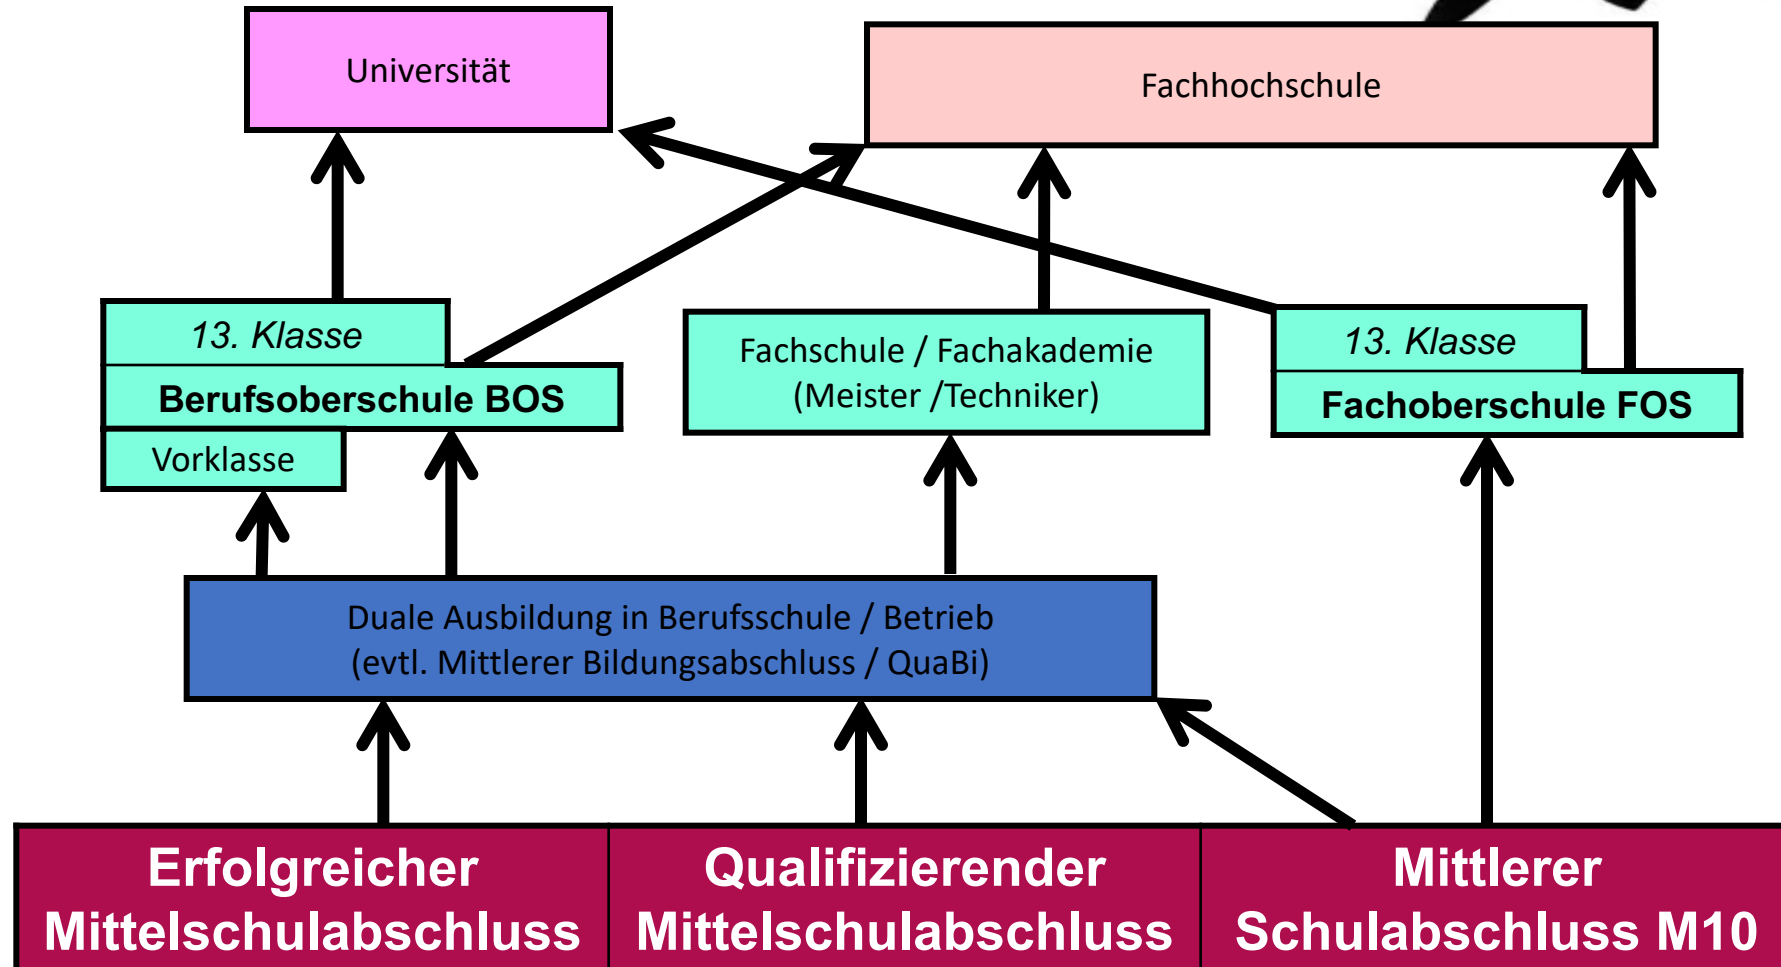 Universität
Fachhochschule
13. Klasse
Berufsoberschule BOS
Vorklasse
Fachschule / Fachakademie
(Meister /Techniker)
13. Klasse
Fachoberschule FOS
Duale Ausbildung in Berufsschule / Betrieb
(evtl. Mittlerer Bildungsabschluss / QuaBi)
Erfolgreicher
Mittelschulabschluss
Qualifizierender
Mittelschulabschluss
Mittlerer
Schulabschluss M10